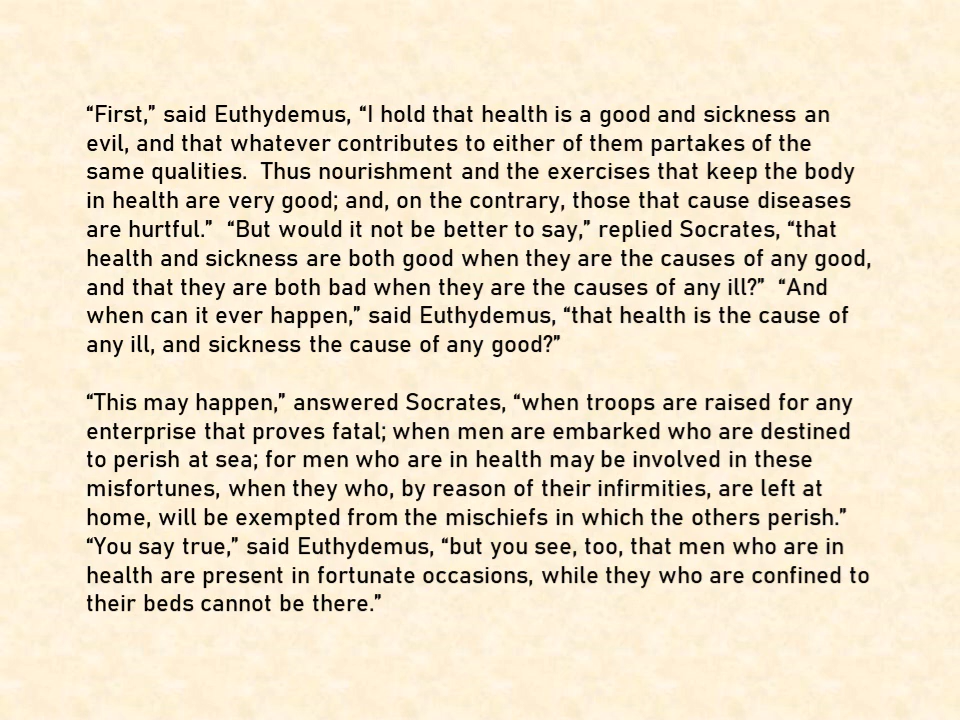 “First,” said Euthydemus, “I hold that health is a good and sickness an
evil, and that whatever contributes to either of them partakes of the
same qualities.  Thus nourishment and the exercises that keep the body
in health are very good; and, on the contrary, those that cause diseases
are hurtful.”  “But would it not be better to say,” replied Socrates, “that
health and sickness are both good when they are the causes of any good,
and that they are both bad when they are the causes of any ill?”  “And
when can it ever happen,” said Euthydemus, “that health is the cause of
any ill, and sickness the cause of any good?”

“This may happen,” answered Socrates, “when troops are raised for any
enterprise that proves fatal; when men are embarked who are destined
to perish at sea; for men who are in health may be involved in these
misfortunes, when they who, by reason of their infirmities, are left at
home, will be exempted from the mischiefs in which the others perish.”
“You say true,” said Euthydemus, “but you see, too, that men who are in
health are present in fortunate occasions, while they who are confined to
their beds cannot be there.”